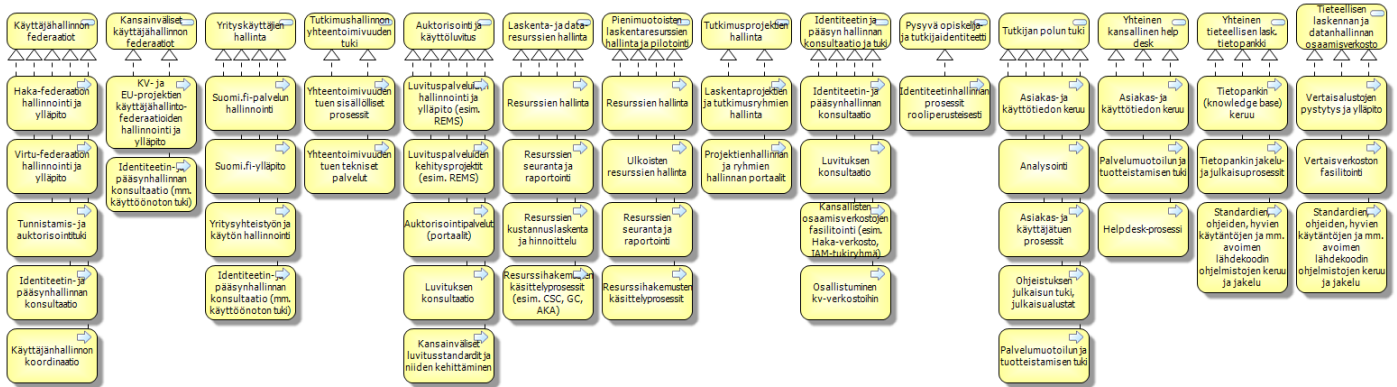 Käyttäjähallinnon
federaatiot
Kansainväliset
käyttäjähallinnon
federaatiot
Yrityskäyttäjien
hallinta
Tutkimushallinnon
yhteentoimivuuden
tuki
Auktorisointi ja
käyttöluvitus
Laskenta- ja data-
resurssien hallinta
Pienimuotoisten
laskentaresurssien
hallinta ja pilotointi
Tutkimusprojektien
hallinta
Identiteetin ja
pääsyn hallinnan
konsultaatio ja tuki
Pysyvä opiskelja-
ja tutkijaidentiteetti
Tutkijan polun tuki
Yhteinen
kansallinen help
desk
Yhteinen
tieteellisen lask.
tietopankki
Tieteellisen
laskennan ja
datanhallinnan
osaamisverkosto
Haka-federaation
hallinnointi ja
ylläpito
Virtu-federaation
hallinnointi ja
ylläpito
Tunnistamis- ja
auktorisointituki
Identiteetin- ja
pääsynhallinnan
konsultaatio
Käyttäjänhallinnon
koordinaatio
KV- ja
EU-projektien
käyttäjähallinto-
federaatioiden
hallinnointi ja
ylläpito
Identiteetin- ja
pääsynhallinnan
konsultaatio (mm.
käyttöönoton tuki)
Suomi.fi-palvelun
hallinnointi
Suomi.fi-ylläpito
Yritysyhteistyön ja
käytön hallinnointi
Identiteetin- ja
pääsynhallinnan
konsultaatio (mm.
käyttöönoton tuki)
Yhteentoimivuuden
tuen sisällölliset
prosessit
Yhteentoimivuuden
tuen tekniset
palvelut
Luvituspalveluiden
hallinnointi ja
ylläpito (esim.
REMS)
Luvituspalveluiden
kehitysprojektit
(esim. REMS)
Auktorisointipalvelut
(portaalit)
Luvituksen
konsultaatio
Kansainväliset
luvitusstandardit ja
niiden kehittäminen
Resurssien hallinta
Resurssien
seuranta ja
raportointi
Resurssien
kustannuslaskenta
ja hinnoittelu
Resurssihakemusten
käsittelyprosessit
(esim. CSC, GC,
AKA)
Resurssien hallinta
Ulkoisten
resurssien hallinta
Resurssien
seuranta ja
raportointi
Resurssihakemusten
käsittelyprosessit
Laskentaprojektien
ja tutkimusryhmien
hallinta
Projektienhallinnan
ja ryhmien
hallinnan portaalit
Identiteetin- ja
pääsynhallinnan
konsultaatio
Luvituksen
konsultaatio
Kansallisten
osaamisverkostojen
fasilitointi (esim.
Haka-verkosto,
IAM-tukiryhmä)
Osallistuminen
kv-verkostoihin
Identiteetinhallinnan
prosessit
rooliperusteisesti
Asiakas- ja
käyttötiedon keruu
Analysointi
Asiakas- ja
käyttäjätuen
prosessit
Ohjeistuksen
julkaisun tuki,
julkaisualustat
Palvelumuotoilun ja
tuotteistamisen tuki
Asiakas- ja
käyttötiedon keruu
Palvelumuotoilun ja
tuotteistamisen tuki
Helpdesk-prosessi
Tietopankin
(knowledge base)
keruu
Tietopankin jakelu-
ja julkaisuprosessit
Standardien,
ohjeiden, hyvien
käytäntöjen ja mm.
avoimen
lähdekoodin
ohjelmistojen keruu
ja jakelu
Vertaisalustojen
pystytys ja ylläpito
Vertaisverkoston
fasilitointi
Standardien,
ohjeiden, hyvien
käytäntöjen ja mm.
avoimen
lähdekoodin
ohjelmistojen keruu
ja jakelu